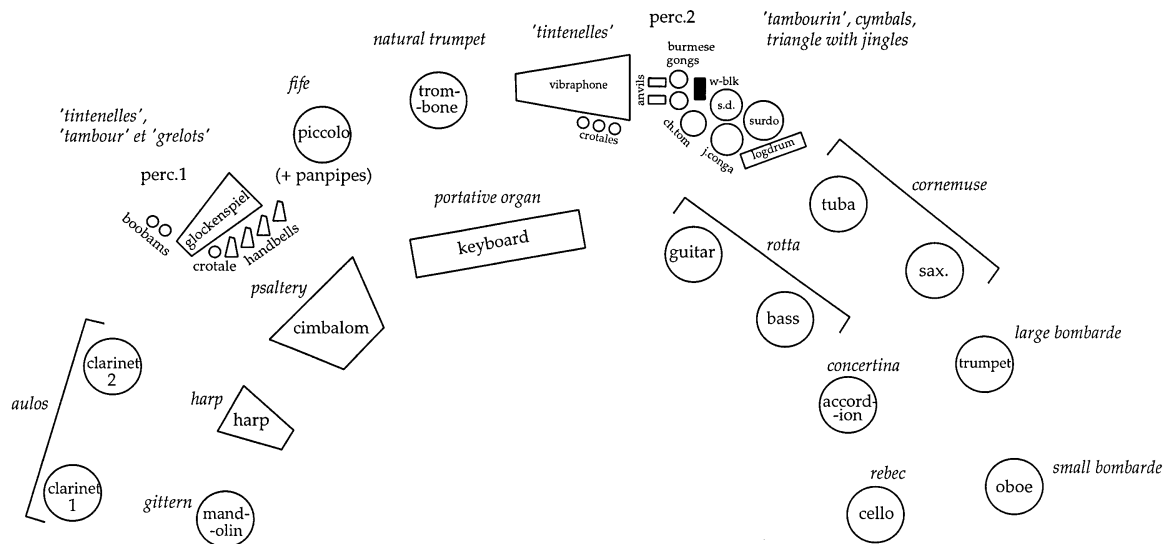 perc.2
'tambourin', cymbals,
triangle with jingles
'tintenelles'
natural trumpet
burmese
gongs
fife
vibraphone
anvils
w-blk
trom-
-bone
s.d.
surdo
'tintenelles',
'tambour' et 'grelots'
piccolo
crotales
ch.tom
j.conga
logdrum
perc.1
(+ panpipes)
cornemuse
portative organ
tuba
boobams
glockenspiel
handbells
crotale
keyboard
guitar
rotta
sax.
psaltery
cimbalom
bass
large bombarde
clarinet
2
concertina
trumpet
aulos
harp
harp
accord-
-ion
rebec
small bombarde
clarinet
1
gittern
mand-
-olin
cello
oboe